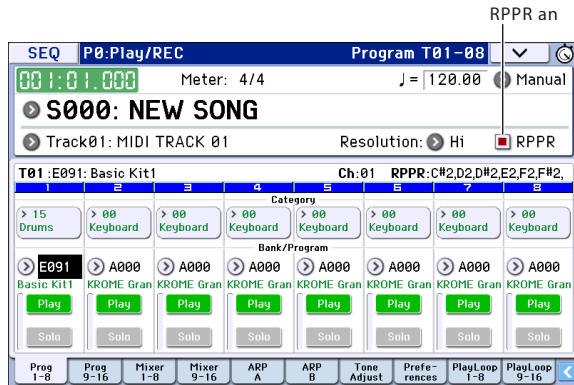 RPPR an
SEQ P0:Play/REC Program T01-08
001:01.000 Meter: 4/4 ♩= 120.00 Manual
S000: NEW SONG
Track01: MIDI TRACK 01 Resolution: Hi RPPR
T01 :E091: Basic Kit1 Ch:01 RPPR:C#2,D2,D#2,E2,F2,F#2,
1 2 3 4 5 6 7 8
Category
> 15 > 00 > 00 > 00 > 00 > 00 > 00 > 00
Drums Keyboard Keyboard Keyboard Keyboard Keyboard Keyboard Keyboard
Bank/Program
E091 A000 A000 A000 A000 A000 A000 A000
Basic Kit1 KROME Gran KROME Gran KROME Gran KROME Gran KROME Gran KROME Gran KROME Gran
Play Play Play Play Play Play Play Play
Solo Solo Solo Solo Solo Solo Solo Solo
Prog Prog Mixer Mixer ARP ARP Tone Prefe- PlayLoop PlayLoop
1-8 9-16 1-8 9-16 A B Adjust rences 1-8 9-16